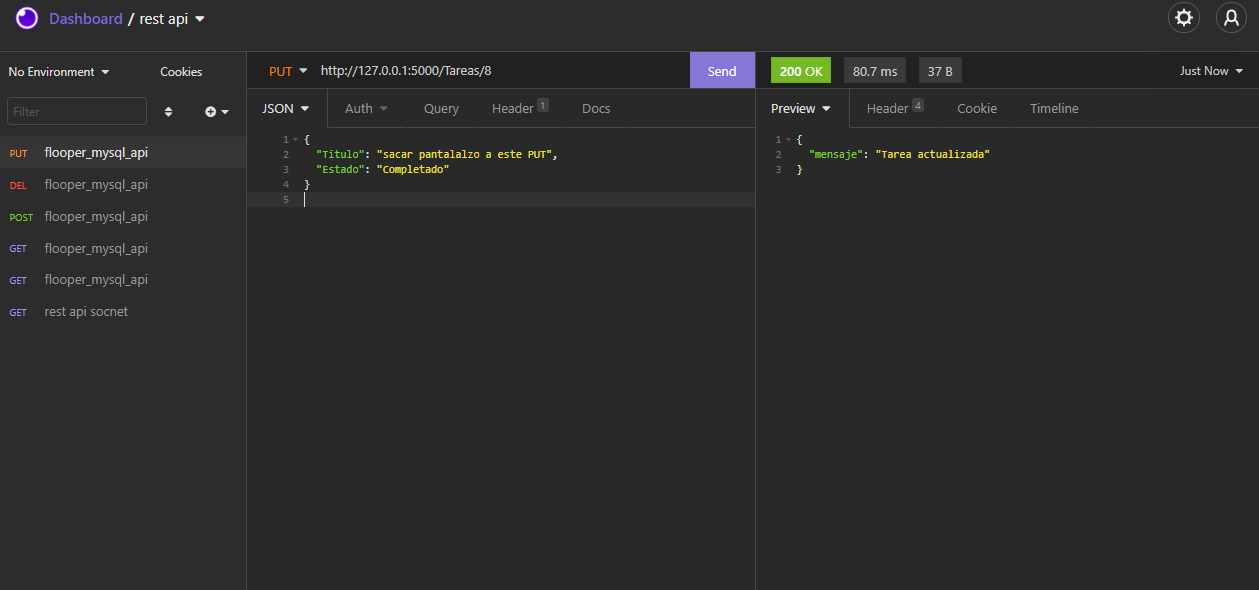 Dashboard / rest api
No Environment
Cookies
PUT http://127.0.0.1:5000/Tareas/8
Send
200 OK
80.7 ms
37 B
Just Now
Filter
JSON
Auth
Query
Header 1
Docs
Preview
Header 4
Cookie
Timeline
PUT flooper_mysql_api
DEL flooper_mysql_api
POST flooper_mysql_api
GET flooper_mysql_api
GET flooper_mysql_api
GET rest api socnet
1 {
2 "Titulo": "sacar pantalalzo a este PUT",
3 "Estado": "Completado"
4 }
5
1 {
2 "mensaje": "Tarea actualizada"
3 }